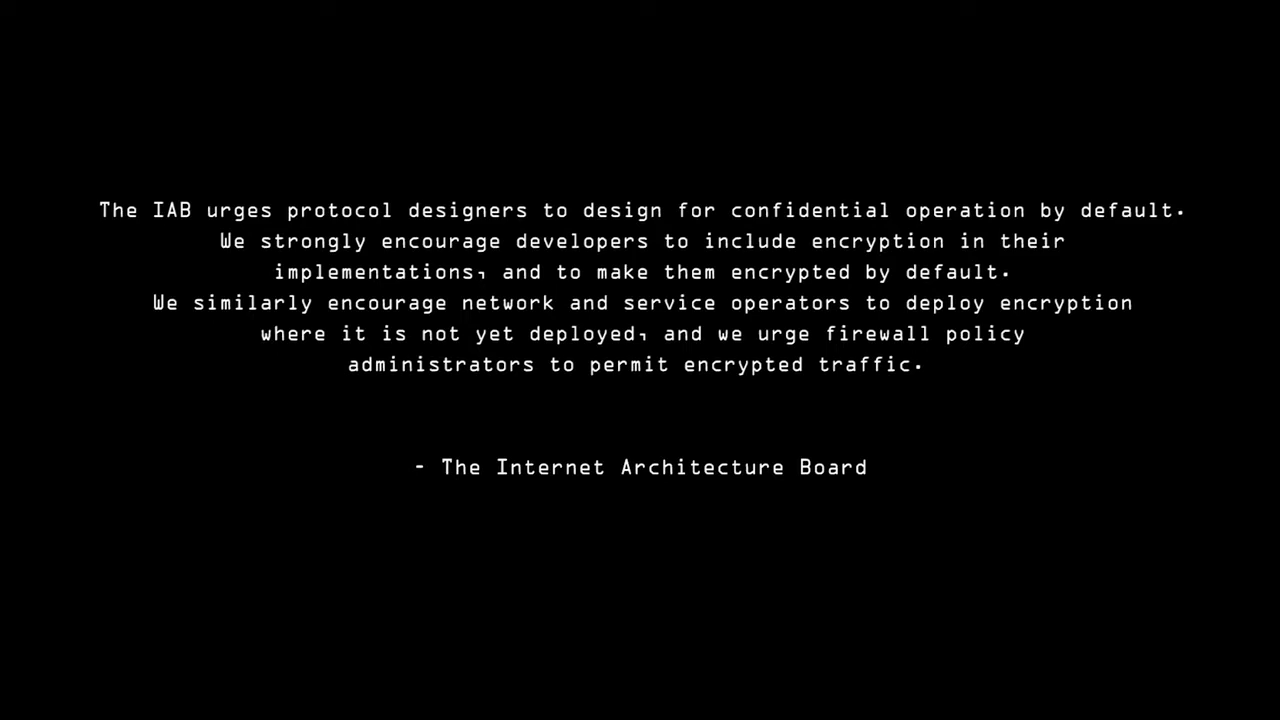 The IAB urges protocol designers to design for confidential operation by default.
We strongly encourage developers to include encryption in their
implementations, and to make them encrypted by default.
We similarly encourage network and service operators to deploy encryption
where it is not yet deployed, and we urge firewall policy
administrators to permit encrypted traffic.
- The Internet Architecture Board